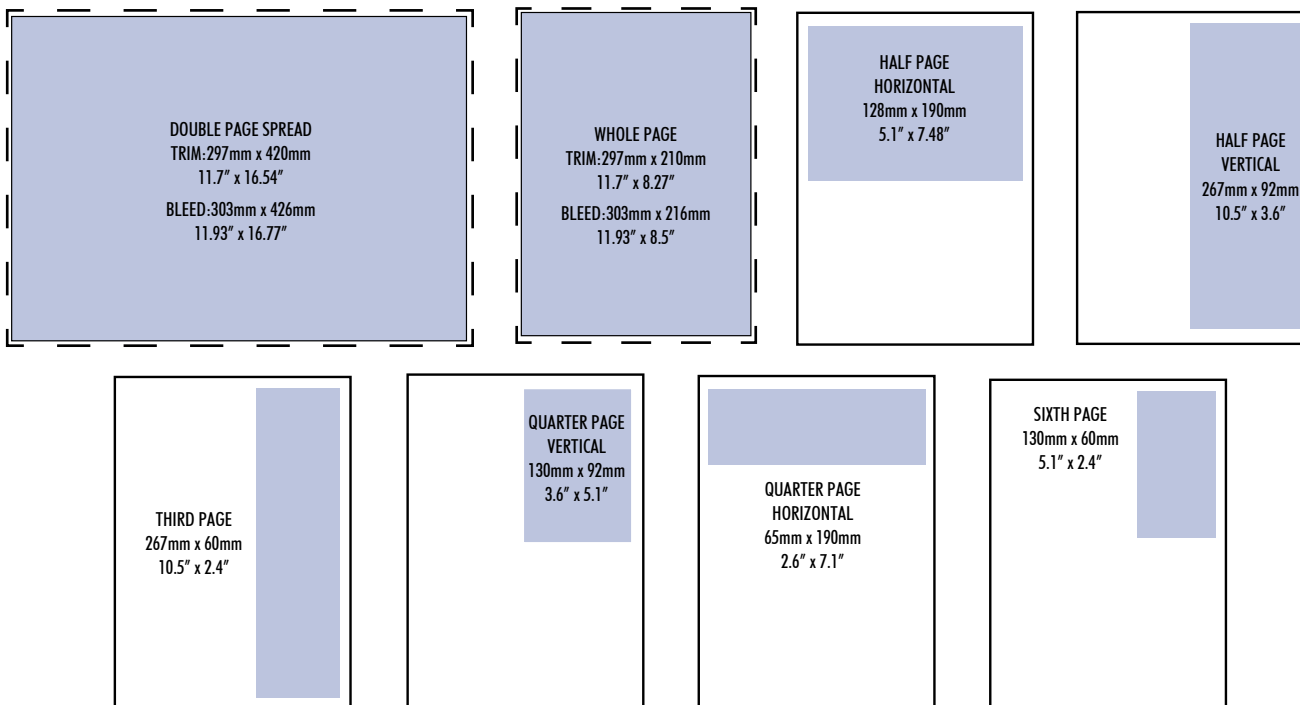 DOUBLE PAGE SPREAD
TRIM:297mm x 420mm
11.7” x 16.54”
BLEED:303mm x 426mm
11.93” x 16.77”
WHOLE PAGE
TRIM:297mm x 210mm
11.7” x 8.27”
BLEED:303mm x 216mm
11.93” x 8.5”
HALF PAGE
HORIZONTAL
128mm x 190mm
5.1” x 7.48”
HALF PAGE
VERTICAL
267mm x 92mm
10.5” x 3.6”
THIRD PAGE
267mm x 60mm
10.5” x 2.4”
QUARTER PAGE
VERTICAL
130mm x 92mm
3.6” x 5.1”
QUARTER PAGE
HORIZONTAL
65mm x 190mm
2.6” x 7.1”
SIXTH PAGE
130mm x 60mm
5.1” x 2.4”